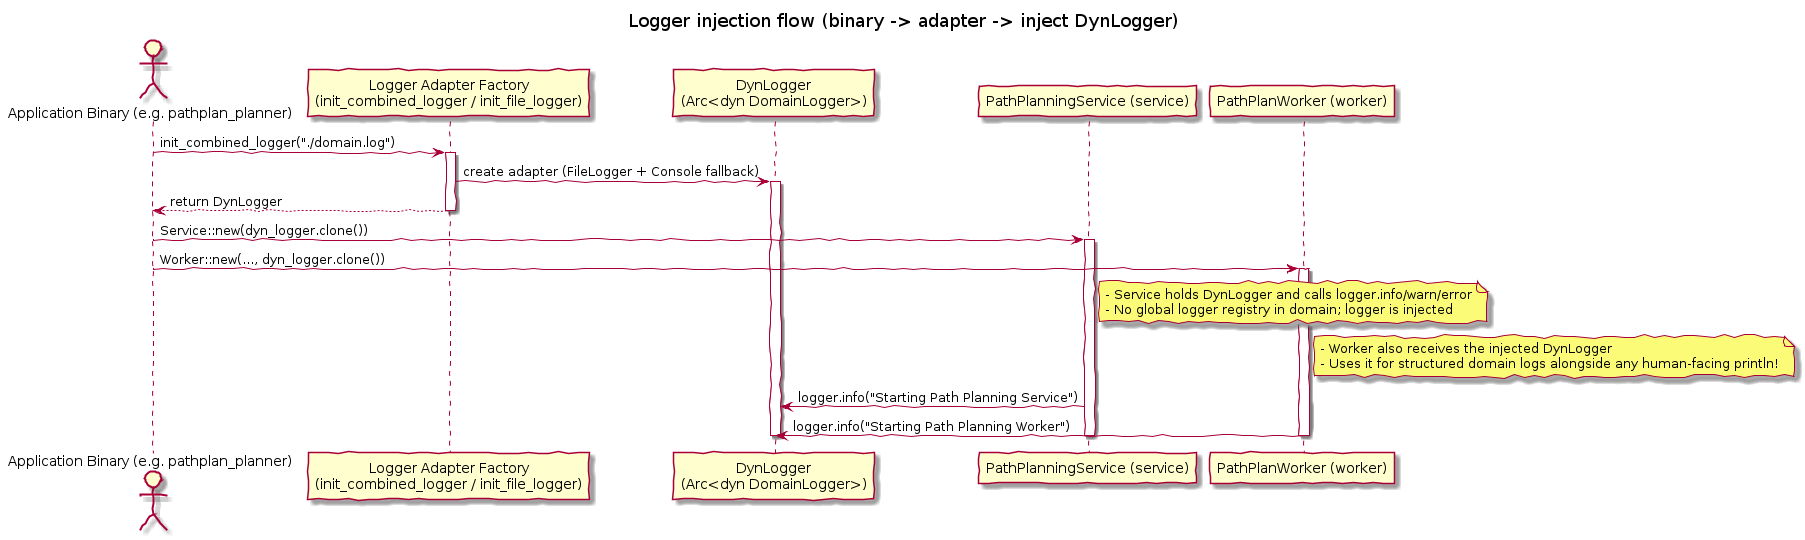 Logger injection flow (binary -> adapter -> inject DynLogger)
Application Binary (e.g. pathplan_planner)
Logger Adapter Factory
(init_combined_logger / init_file_logger)
DynLogger
(Arc<dyn DomainLogger>)
PathPlanningService (service)
PathPlanWorker (worker)
init_combined_logger("./domain.log")
create adapter (FileLogger + Console fallback)
return DynLogger
Service::new(dyn_logger.clone())
Worker::new(..., dyn_logger.clone())
- Service holds DynLogger and calls logger.info/warn/error
- No global logger registry in domain; logger is injected
- Worker also receives the injected DynLogger
- Uses it for structured domain logs alongside any human-facing println!
logger.info("Starting Path Planning Service")
logger.info("Starting Path Planning Worker")
Application Binary (e.g. pathplan_planner)
Logger Adapter Factory
(init_combined_logger / init_file_logger)
DynLogger
(Arc<dyn DomainLogger>)
PathPlanningService (service)
PathPlanWorker (worker)